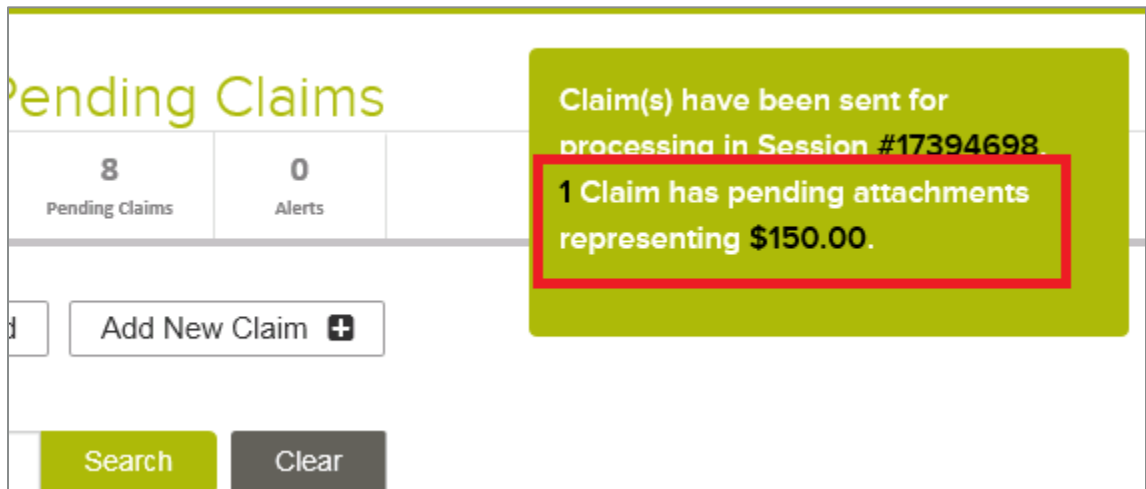 Pending Claims
8
Pending Claims
0
Alerts
Claim(s) have been sent for
processing in Session #17394698.
1 Claim has pending attachments
representing $150.00.
Add New Claim
Search
Clear